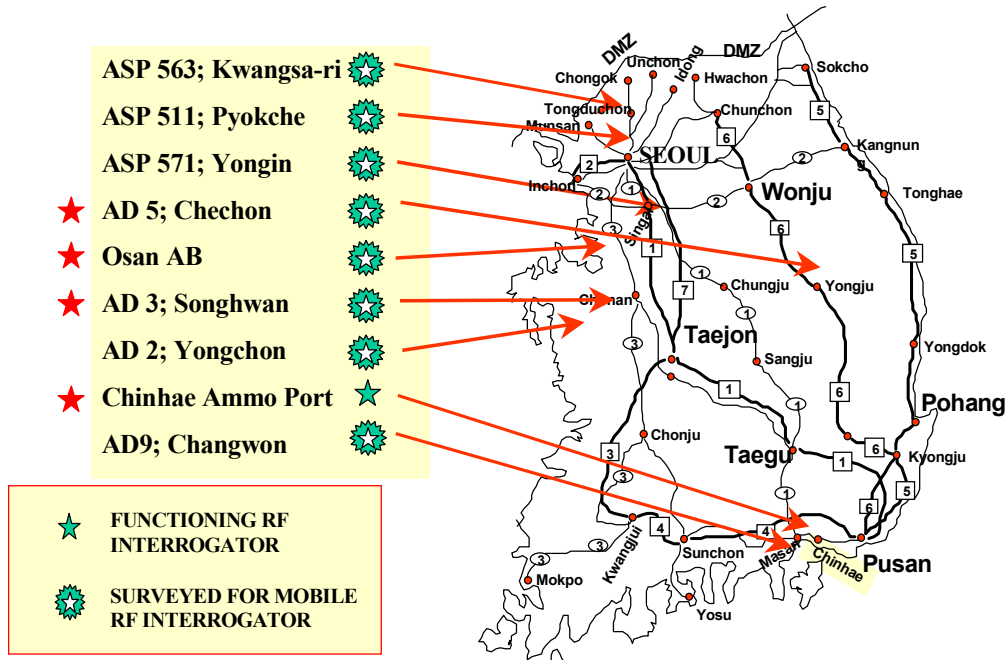 ASP 563; Kwangsa-ri
ASP 511; Pyokche
ASP 571; Yongin
AD 5; Chechon
Osan AB
AD 3; Songhwan
AD 2; Yongchon
Chinhae Ammo Port
AD9; Changwon
FUNCTIONING RF
INTERROGATOR
SURVEYED FOR MOBILE
RF INTERROGATOR
DMZ
Unchon
Idong
DMZ
Chongok
Hwachon
Sokcho
Tongduchon
Chunchon
Munsan
5
6
SEOUL
Kangnun
g
2
2
Inchon
2
1
2
Wonju
Tonghae
3
Singal
6
1
5
7
1
Chungju
Yongju
Chonan
1
Taejon
3
Sangju
Yongdok
1
6
1
Pohang
Chonju
Taegu
6
Kyongju
3
1
3
1
5
6
4
4
3
Kwangjui
Sunchon
Masan
Chinhae
Pusan
Mokpo
Yosu